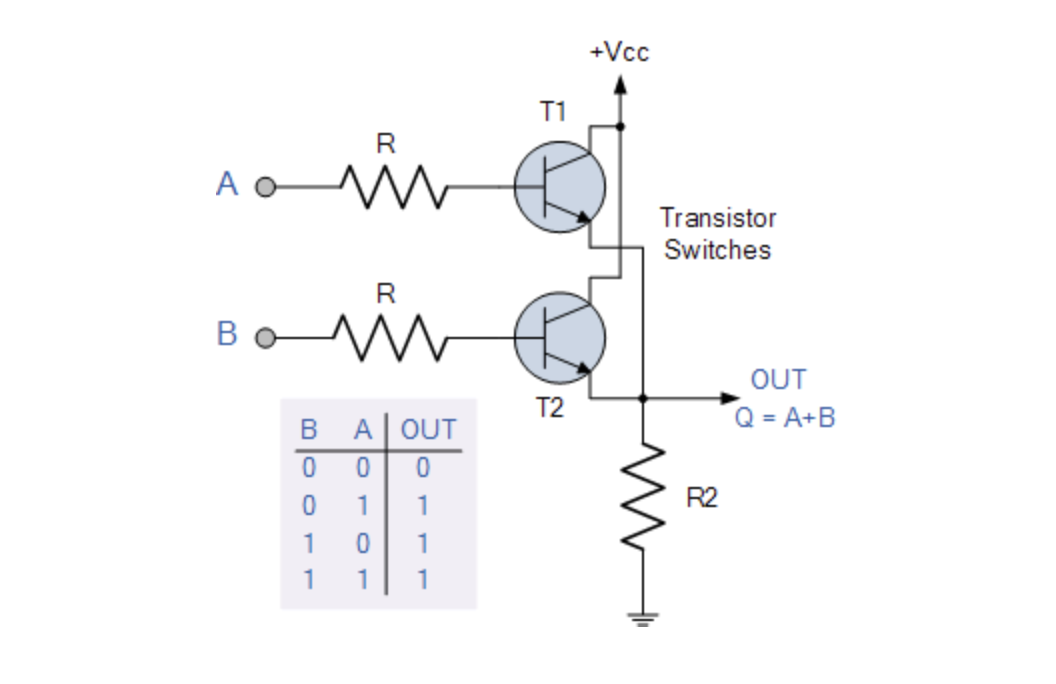 +Vcc
T1
R
A
Transistor
Switches
R
B
T2
OUT
Q = A+B
B A OUT
0 0 0
0 1 1
1 0 1
1 1 1
R2